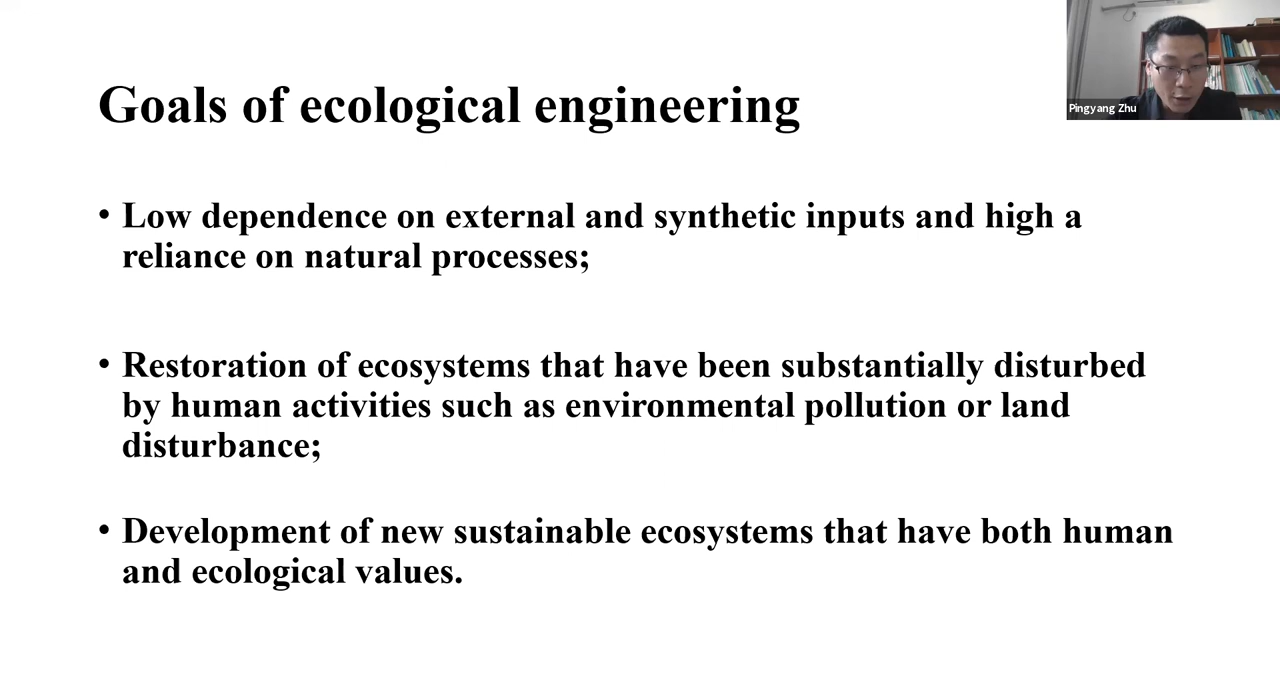 Goals of ecological engineering
Pingyang Zhu
• Low dependence on external and synthetic inputs and high a
reliance on natural processes;
• Restoration of ecosystems that have been substantially disturbed
by human activities such as environmental pollution or land
disturbance;
• Development of new sustainable ecosystems that have both human
and ecological values.